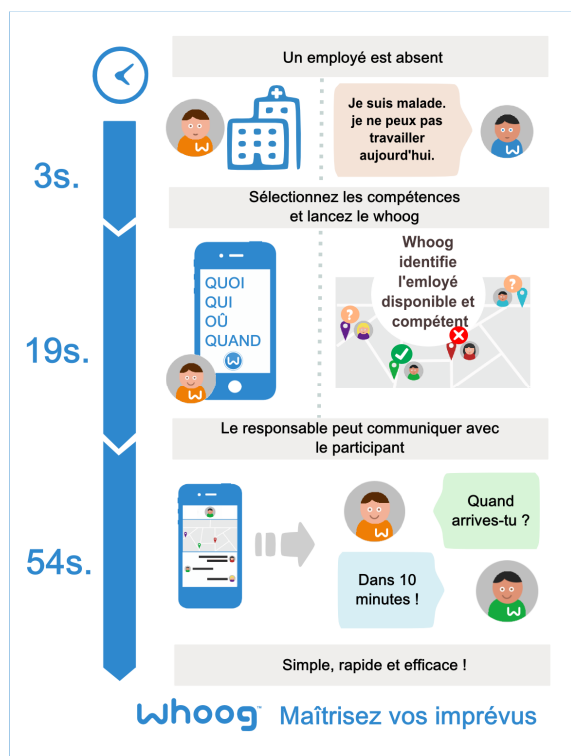 Un employé est absent
Je suis malade.
je ne peux pas
travailler
aujourd'hui.
3s.
Sélectionnez les compétences
et lancez le whoog
QUOI
QUI
OÛ
QUAND
Whoog
identifie
l'emloyé
disponible et
compétent
19s.
Le responsable peut communiquer avec
le participant
Quand
arrives-tu ?
Dans 10
minutes !
54s.
Simple, rapide et efficace !
whoog™ Maîtrisez vos imprévus